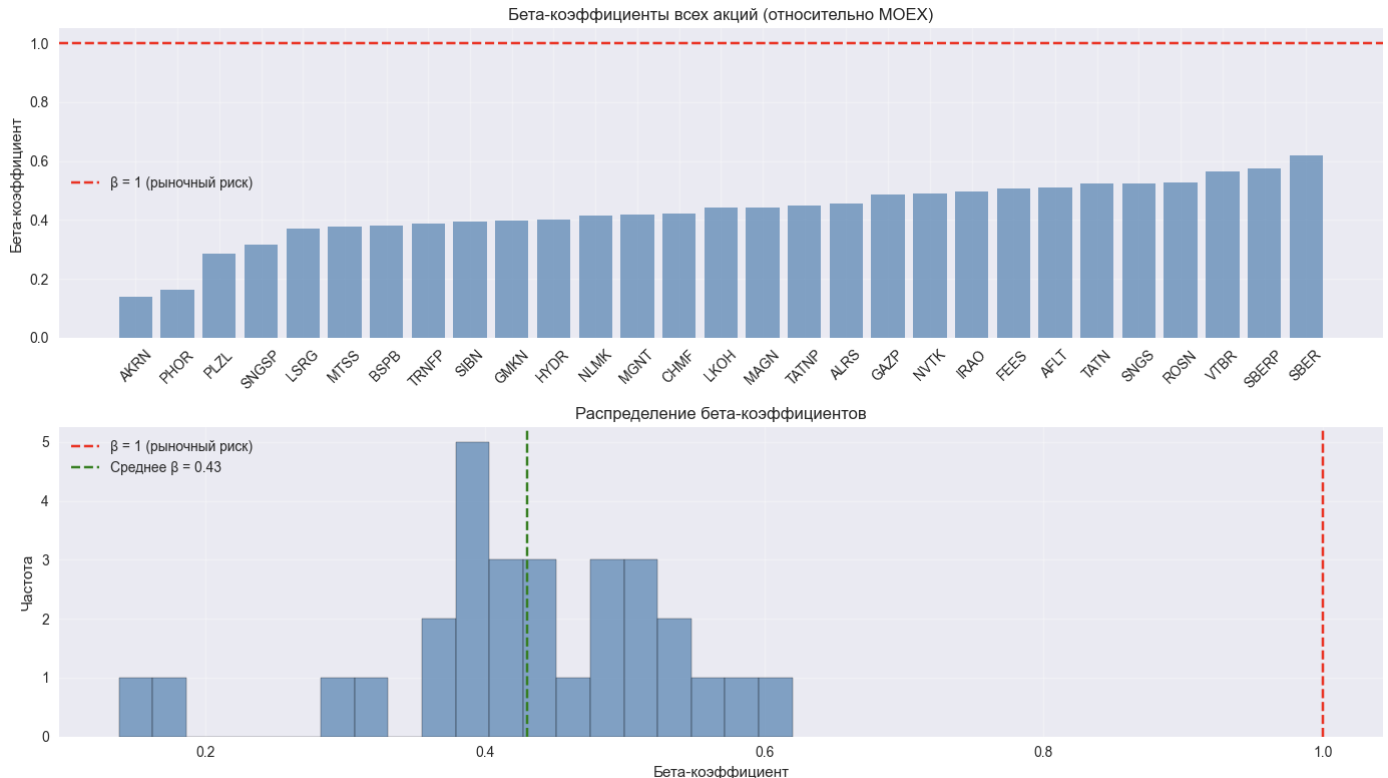 Бета-коэффициенты всех акций (относительно MOEX)
1.0
0.8
0.6
0.4
0.2
0.0
Бета-коэффициент
β = 1 (рыночный риск)
AKRN PHOR PLZL SNGSP LSRG MTSS BSPB TRNFP SIBN GMKN HYDR NLMK MGNT CHMF LKOH MAGN TATNP ALRS GAZP NVTK IRAO FEES AFLT TATN SNGS ROSN VTBR SBERP SBER
Распределение бета-коэффициентов
5
4
3
2
1
0
Частота
β = 1 (рыночный риск)
Среднее β = 0.43
0.2 0.4 0.6 0.8 1.0
Бета-коэффициент